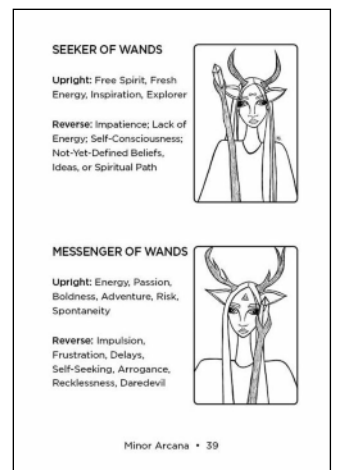 SEEKER OF WANDS
Upright: Free Spirit, Fresh
Energy, Inspiration, Explorer
Reverse: Impatience; Lack of
Energy; Self-Consciousness;
Not-Yet-Defined Beliefs,
Ideas, or Spiritual Path
MESSENGER OF WANDS
Upright: Energy, Passion,
Boldness, Adventure, Risk,
Spontaneity
Reverse: Impulsion,
Frustration, Delays,
Self-Seeking, Arrogance,
Recklessness, Daredevil
Minor Arcana • 39